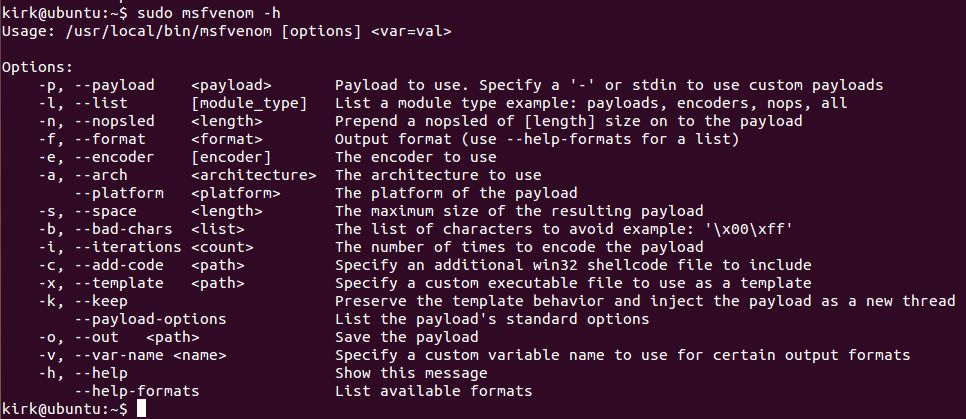 kirk@ubuntu:~$ sudo msfvenom -h
Usage: /usr/local/bin/msfvenom [options] <var=val>

Options:
    -p, --payload    <payload>       Payload to use. Specify a '-' or stdin to use custom payloads
    -l, --list       [module_type]   List a module type example: payloads, encoders, nops, all
    -n, --nopsled    <length>        Prepend a nopsled of [length] size on to the payload
    -f, --format     <format>        Output format (use --help-formats for a list)
    -e, --encoder    [encoder]       The encoder to use
    -a, --arch       <architecture>  The architecture to use
        --platform   <platform>      The platform of the payload
    -s, --space      <length>        The maximum size of the resulting payload
    -b, --bad-chars  <list>          The list of characters to avoid example: '\x00\xff'
    -i, --iterations <count>         The number of times to encode the payload
    -c, --add-code   <path>          Specify an additional win32 shellcode file to include
    -x, --template   <path>          Specify a custom executable file to use as a template
    -k, --keep                       Preserve the template behavior and inject the payload as a new thread
        --payload-options            List the payload's standard options
    -o, --out   <path>               Save the payload
    -v, --var-name <name>            Specify a custom variable name to use for certain output formats
    -h, --help                       Show this message
        --help-formats               List available formats
kirk@ubuntu:~$